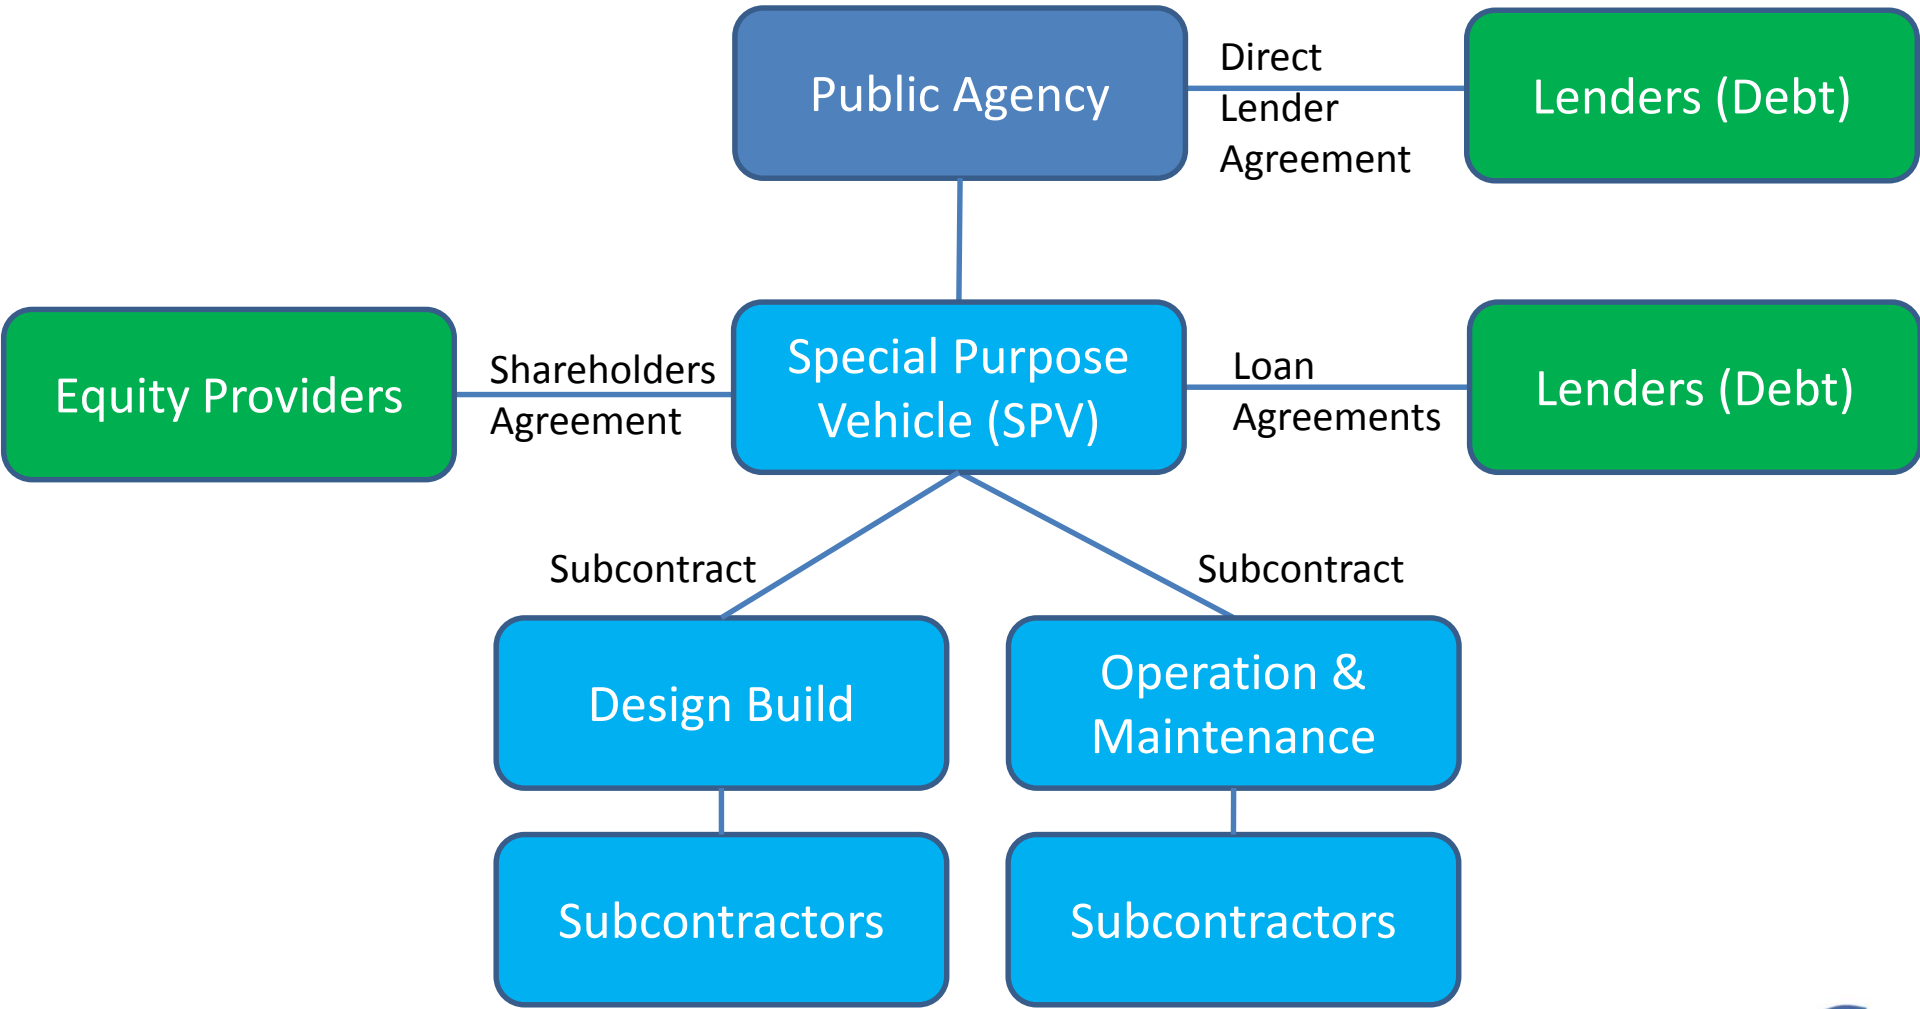 Public Agency
Direct
Lender
Agreement
Lenders (Debt)
Equity Providers
Shareholders
Agreement
Special Purpose
Vehicle (SPV)
Loan
Agreements
Lenders (Debt)
Subcontract
Subcontract
Design Build
Operation &
Maintenance
Subcontractors
Subcontractors